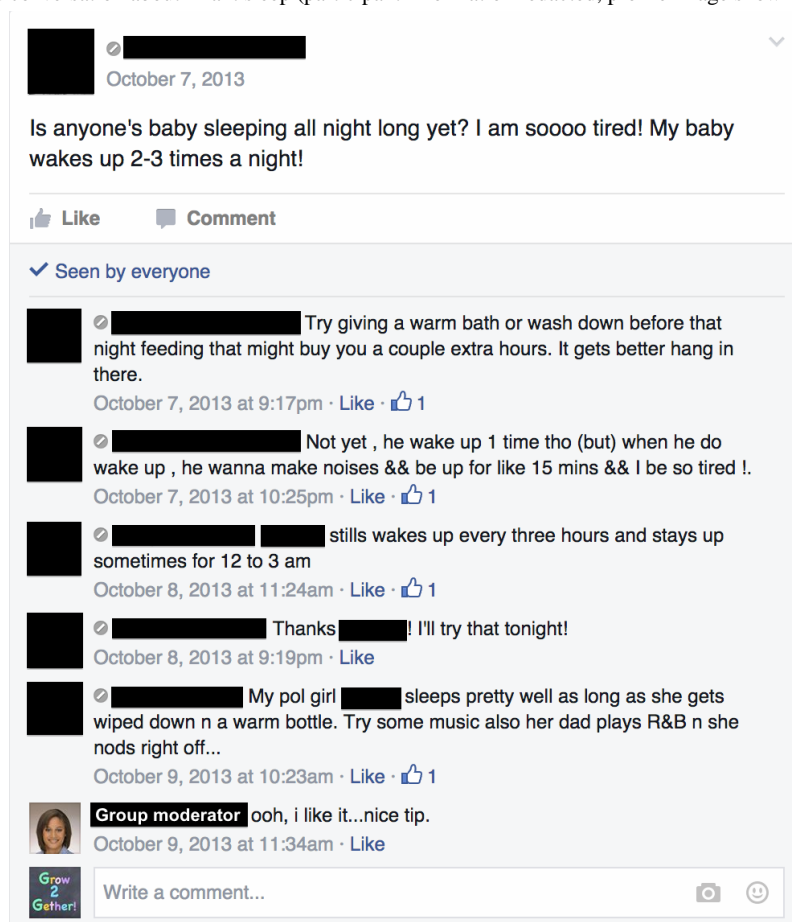 October 7, 2013
Is anyone's baby sleeping all night long yet? I am soooo tired! My baby
wakes up 2-3 times a night!
Like Comment
Seen by everyone
Try giving a warm bath or wash down before that
night feeding that might buy you a couple extra hours. It gets better hang in
there.
October 7, 2013 at 9:17pm · Like · 1
Not yet , he wake up 1 time tho (but) when he do
wake up , he wanna make noises && be up for like 15 mins && I be so tired !.
October 7, 2013 at 10:25pm · Like · 1
stills wakes up every three hours and stays up
sometimes for 12 to 3 am
October 8, 2013 at 11:24am · Like · 1
Thanks ! I'll try that tonight!
October 8, 2013 at 9:19pm · Like
My pol girl sleeps pretty well as long as she gets
wiped down n a warm bottle. Try some music also her dad plays R&B n she
nods right off...
October 9, 2013 at 10:23am · Like · 1
Group moderator ooh, i like it...nice tip.
October 9, 2013 at 11:34am · Like
Grow
2
Gether!
Write a comment...